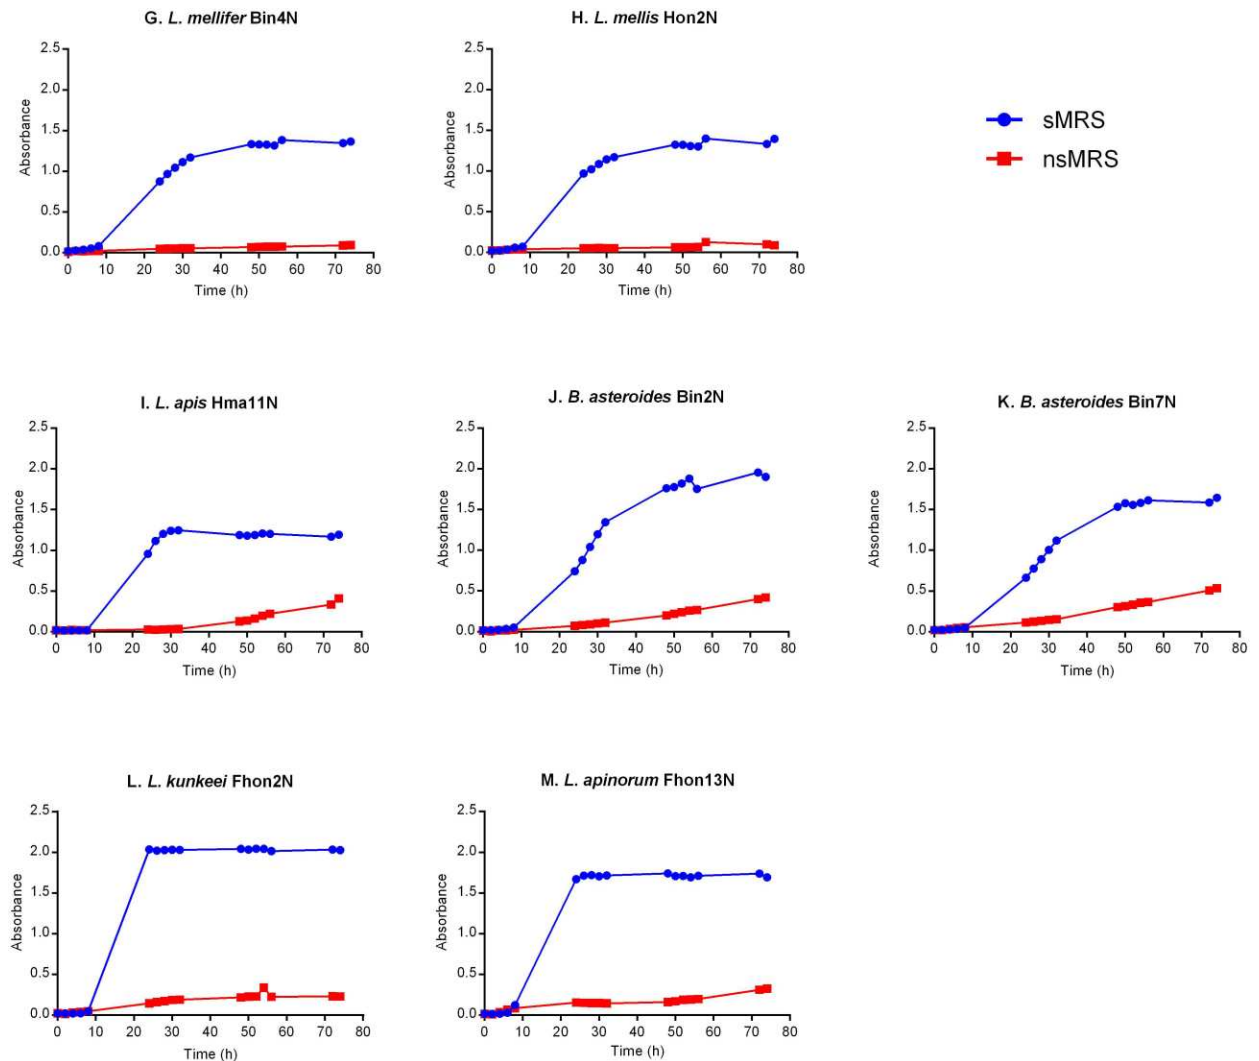 G. L. mellifer Bin4N
H. L. mellis Hon2N
2.5
2.0
1.5
1.0
0.5
0.0
Absorbance
0 10 20 30 40 50 60 70 80
Time (h)
2.5
2.0
1.5
1.0
0.5
0.0
Absorbance
0 10 20 30 40 50 60 70 80
Time (h)
sMRS
nsMRS
I. L. apis Hma11N
2.5
2.0
1.5
1.0
0.5
0.0
Absorbance
0 10 20 30 40 50 60 70 80
Time (h)
J. B. asteroides Bin2N
2.5
2.0
1.5
1.0
0.5
0.0
Absorbance
0 10 20 30 40 50 60 70 80
Time (h)
K. B. asteroides Bin7N
2.5
2.0
1.5
1.0
0.5
0.0
Absorbance
0 10 20 30 40 50 60 70 80
Time (h)
L. L. kunkeei Fhon2N
2.5
2.0
1.5
1.0
0.5
0.0
Absorbance
0 10 20 30 40 50 60 70 80
Time (h)
M. L. apinorum Fhon13N
2.5
2.0
1.5
1.0
0.5
0.0
Absorbance
0 10 20 30 40 50 60 70 80
Time (h)